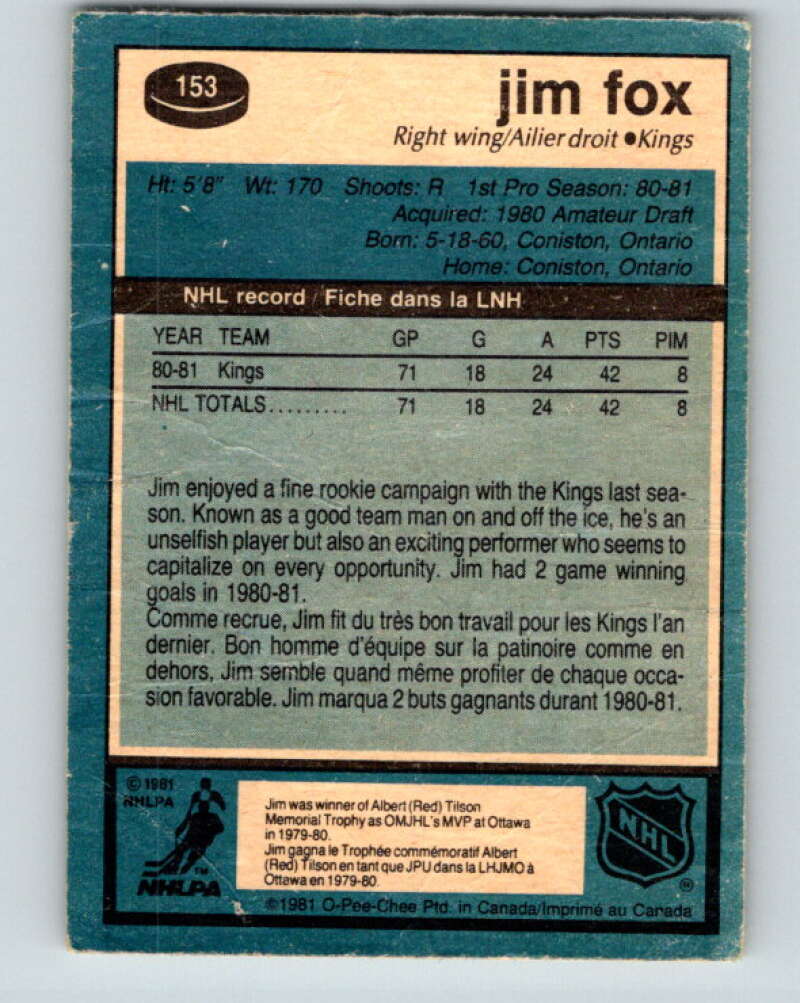 153
jim fox
Right wing/Ailier droit ●Kings
Ht: 5'8" Wt: 170 Shoots: R 1st Pro Season: 80-81
Acquired: 1980 Amateur Draft
Born: 5-18-60, Coniston, Ontario
Home: Coniston, Ontario
NHL record / Fiche dans la LNH
YEAR TEAM GP G A PTS PIM
80-81 Kings 71 18 24 42 8
NHL TOTALS......... 71 18 24 42 8
Jim enjoyed a fine rookie campaign with the Kings last sea-
son. Known as a good team man on and off the ice, he's an
unselfish player but also an exciting performer who seems to
capitalize on every opportunity. Jim had 2 game winning
goals in 1980-81.
Comme recrue, Jim fit du très bon travail pour les Kings l'an
dernier. Bon homme d'équipe sur la patinoire comme en
dehors, Jim semble quand même profiter de chaque occa-
sion favorable. Jim marqua 2 buts gagnants durant 1980-81.
© 1981
NHLPA
NHLPA
TM
Jim was winner of Albert (Red) Tilson
Memorial Trophy as OMJHL's MVP at Ottawa
in 1979-80.
Jim gagna le Trophée commémoratif Albert
(Red) Tilson en tant que JPU dans la LHJMO à
Ottawa en 1979-80.
NHL
®
©1981 O-Pee-Chee Ptd. in Canada/Imprimé au Canada